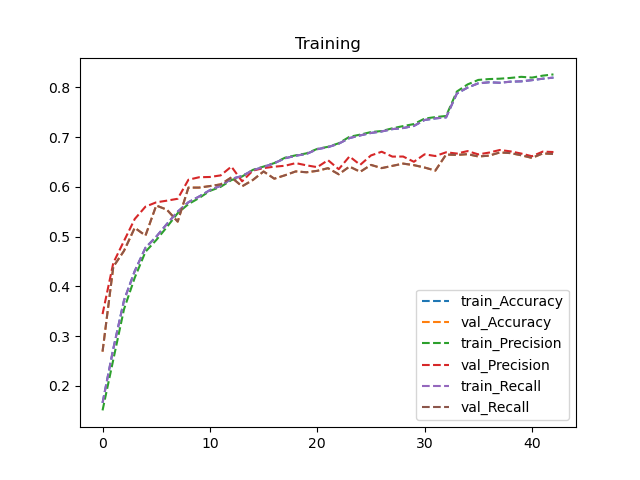 Training
0.8
0.7
0.6
0.5
0.4
0.3
0.2
0 10 20 30 40
train_Accuracy
val_Accuracy
train_Precision
val_Precision
train_Recall
val_Recall